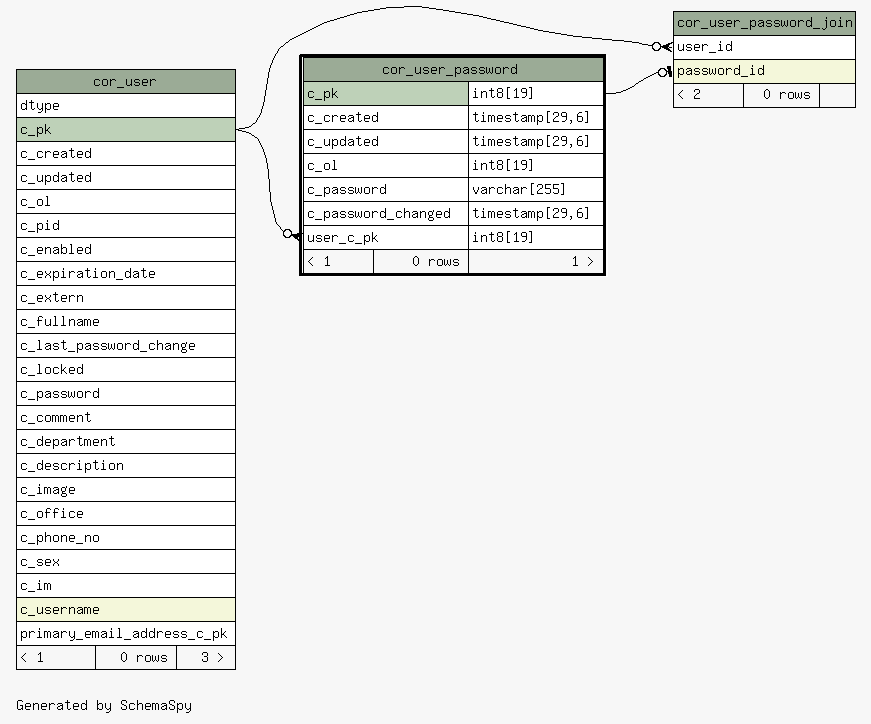 cor_user
dtype
c_pk
c_created
c_updated
c_ol
c_pid
c_enabled
c_expiration_date
c_extern
c_fullname
c_last_password_change
c_locked
c_password
c_comment
c_department
c_description
c_image
c_office
c_phone_no
c_sex
c_im
c_username
primary_email_address_c_pk
< 1 0 rows 3 >
cor_user_password
c_pk int8[19]
c_created timestamp[29,6]
c_updated timestamp[29,6]
c_ol int8[19]
c_password varchar[255]
c_password_changed timestamp[29,6]
user_c_pk int8[19]
< 1 0 rows 1 >
cor_user_password_join
user_id
password_id
< 2 0 rows
Generated by SchemaSpy